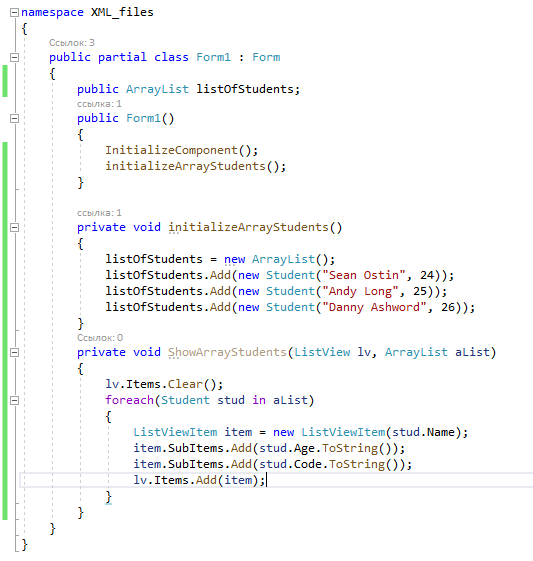 namespace XML_files
{
Ссылок: 3
public partial class Form1 : Form
{
public ArrayList listOfStudents;
ссылка: 1
public Form1()
{
InitializeComponent();
initializeArrayStudents();
}
ссылка: 1
private void initializeArrayStudents()
{
listOfStudents = new ArrayList();
listOfStudents.Add(new Student("Sean Ostin", 24));
listOfStudents.Add(new Student("Andy Long", 25));
listOfStudents.Add(new Student("Danny Ashword", 26));
}
Ссылок: 0
private void ShowArrayStudents(ListView lv, ArrayList aList)
{
lv.Items.Clear();
foreach(Student stud in aList)
{
ListViewItem item = new ListViewItem(stud.Name);
item.SubItems.Add(stud.Age.ToString());
item.SubItems.Add(stud.Code.ToString());
lv.Items.Add(item);
}
}
}
}